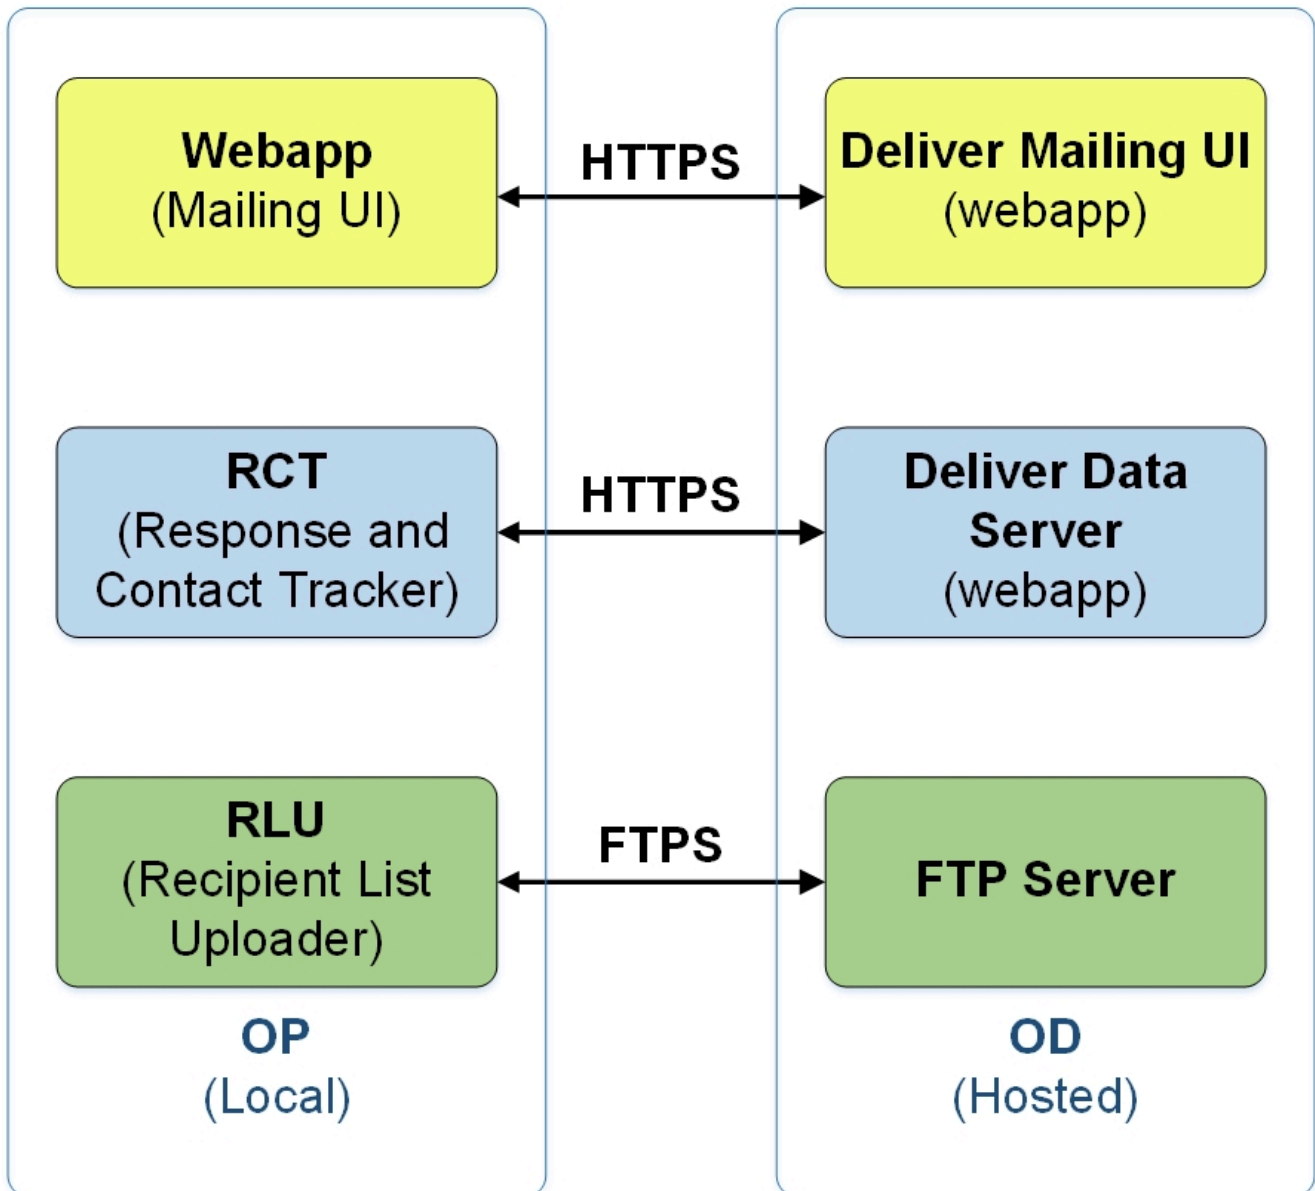 Webapp
(Mailing UI)
HTTPS
Deliver Mailing UI
(webapp)
RCT
(Response and
Contact Tracker)
HTTPS
Deliver Data
Server
(webapp)
RLU
(Recipient List
Uploader)
FTPS
FTP Server
OP
(Local)
OD
(Hosted)